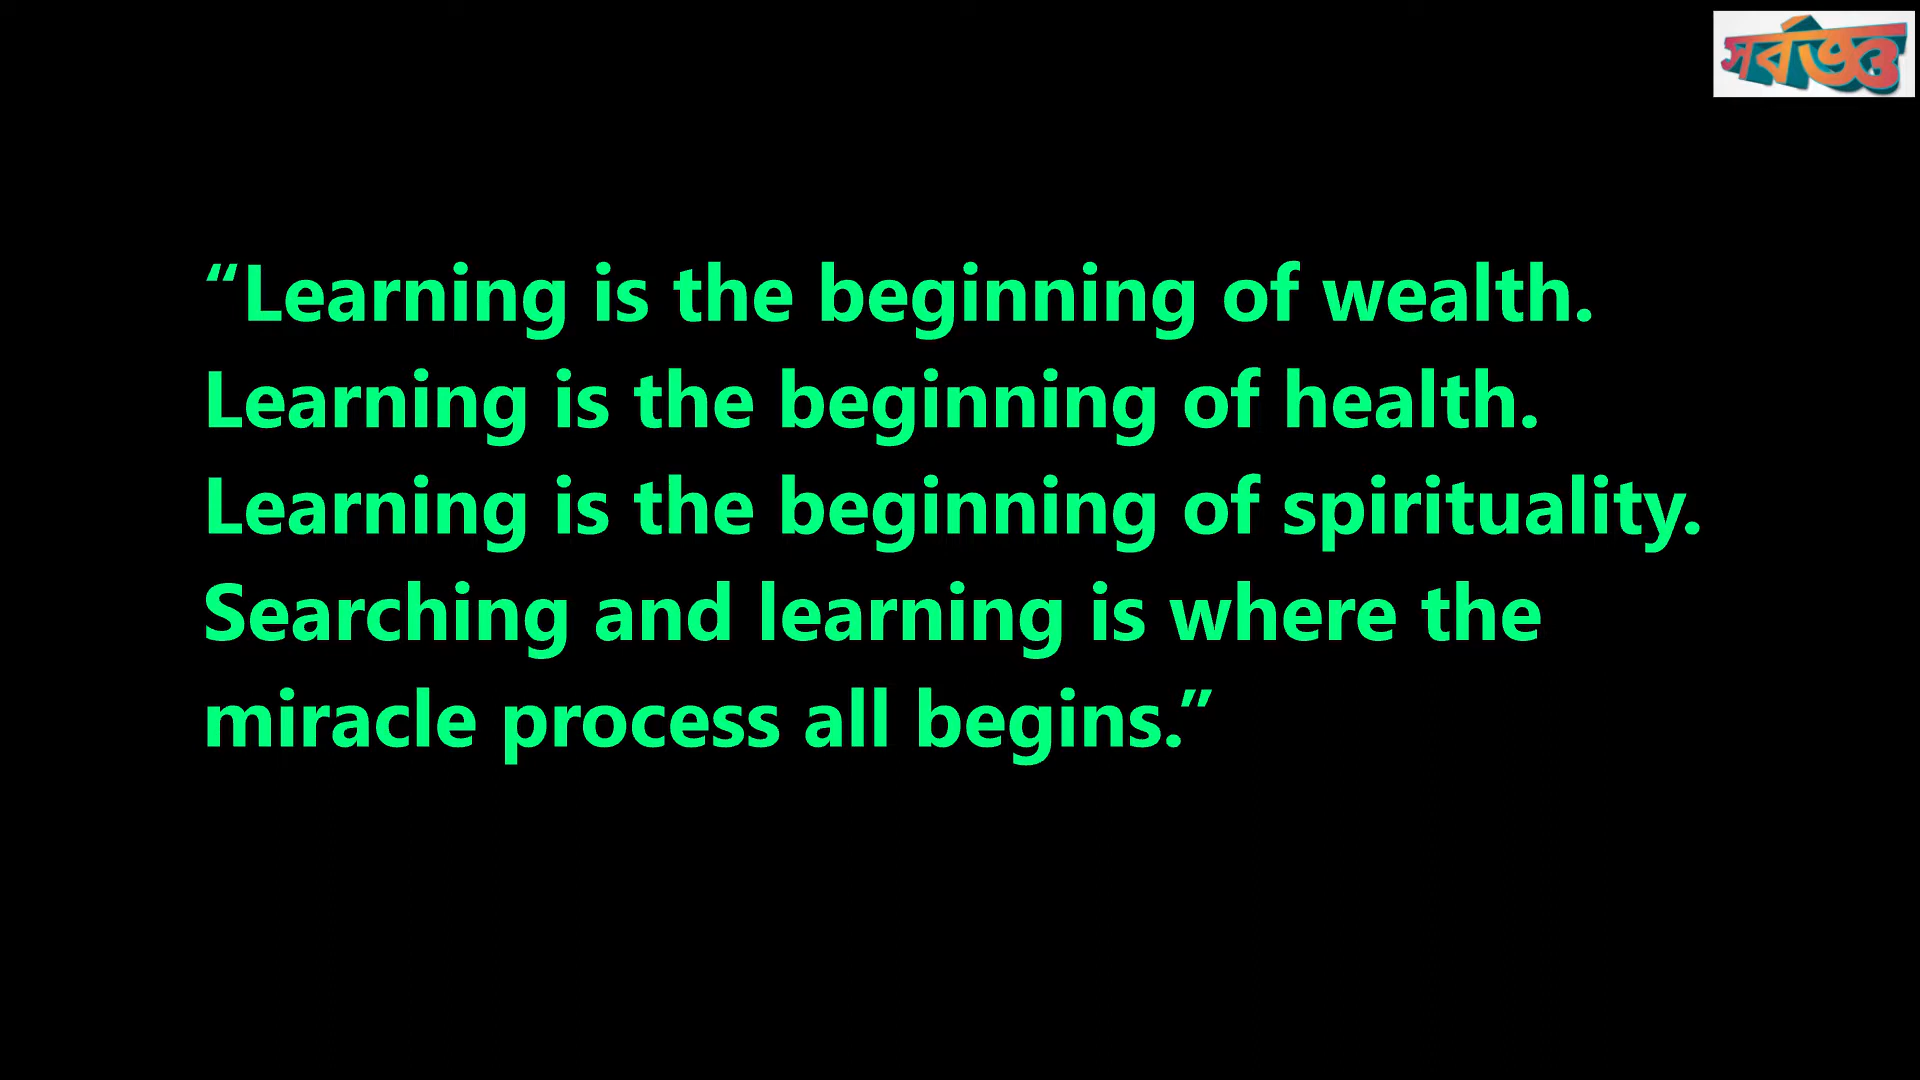 সর্বজ্ঞ
“Learning is the beginning of wealth.
Learning is the beginning of health.
Learning is the beginning of spirituality.
Searching and learning is where the
miracle process all begins.”